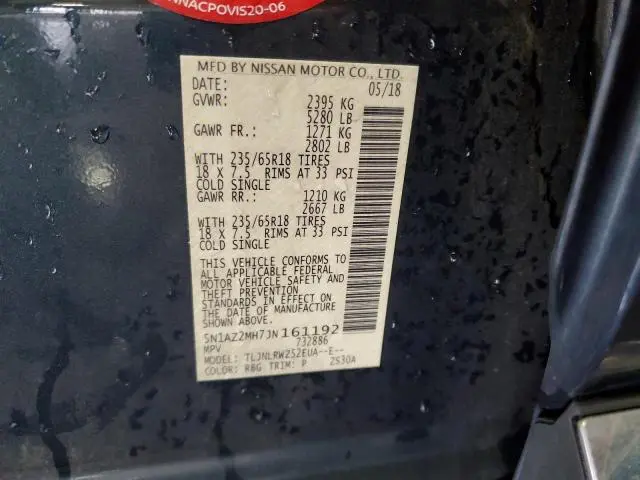 NNACPOVIS20-06
MFD BY NISSAN MOTOR CO., LTD.
DATE: 05/18
GVWR: 2395 KG
5280 LB
GAWR FR.: 1271 KG
2802 LB
WITH 235/65R18 TIRES
18 X 7.5 RIMS AT 33 PSI
COLD SINGLE
GAWR RR.: 1210 KG
2667 LB
WITH 235/65R18 TIRES
18 X 7.5 RIMS AT 33 PSI
COLD SINGLE
THIS VEHICLE CONFORMS TO
ALL APPLICABLE FEDERAL
MOTOR VEHICLE SAFETY AND
THEFT PREVENTION
STANDARDS IN EFFECT ON
THE DATE OF MANUFACTURE
SHOWN ABOVE.
5N1AZ2MH7JN161192
MPV 732886
MODEL: TLJNLRWZ52EUA--E--
COLOR: RBG TRIM: P Z530A